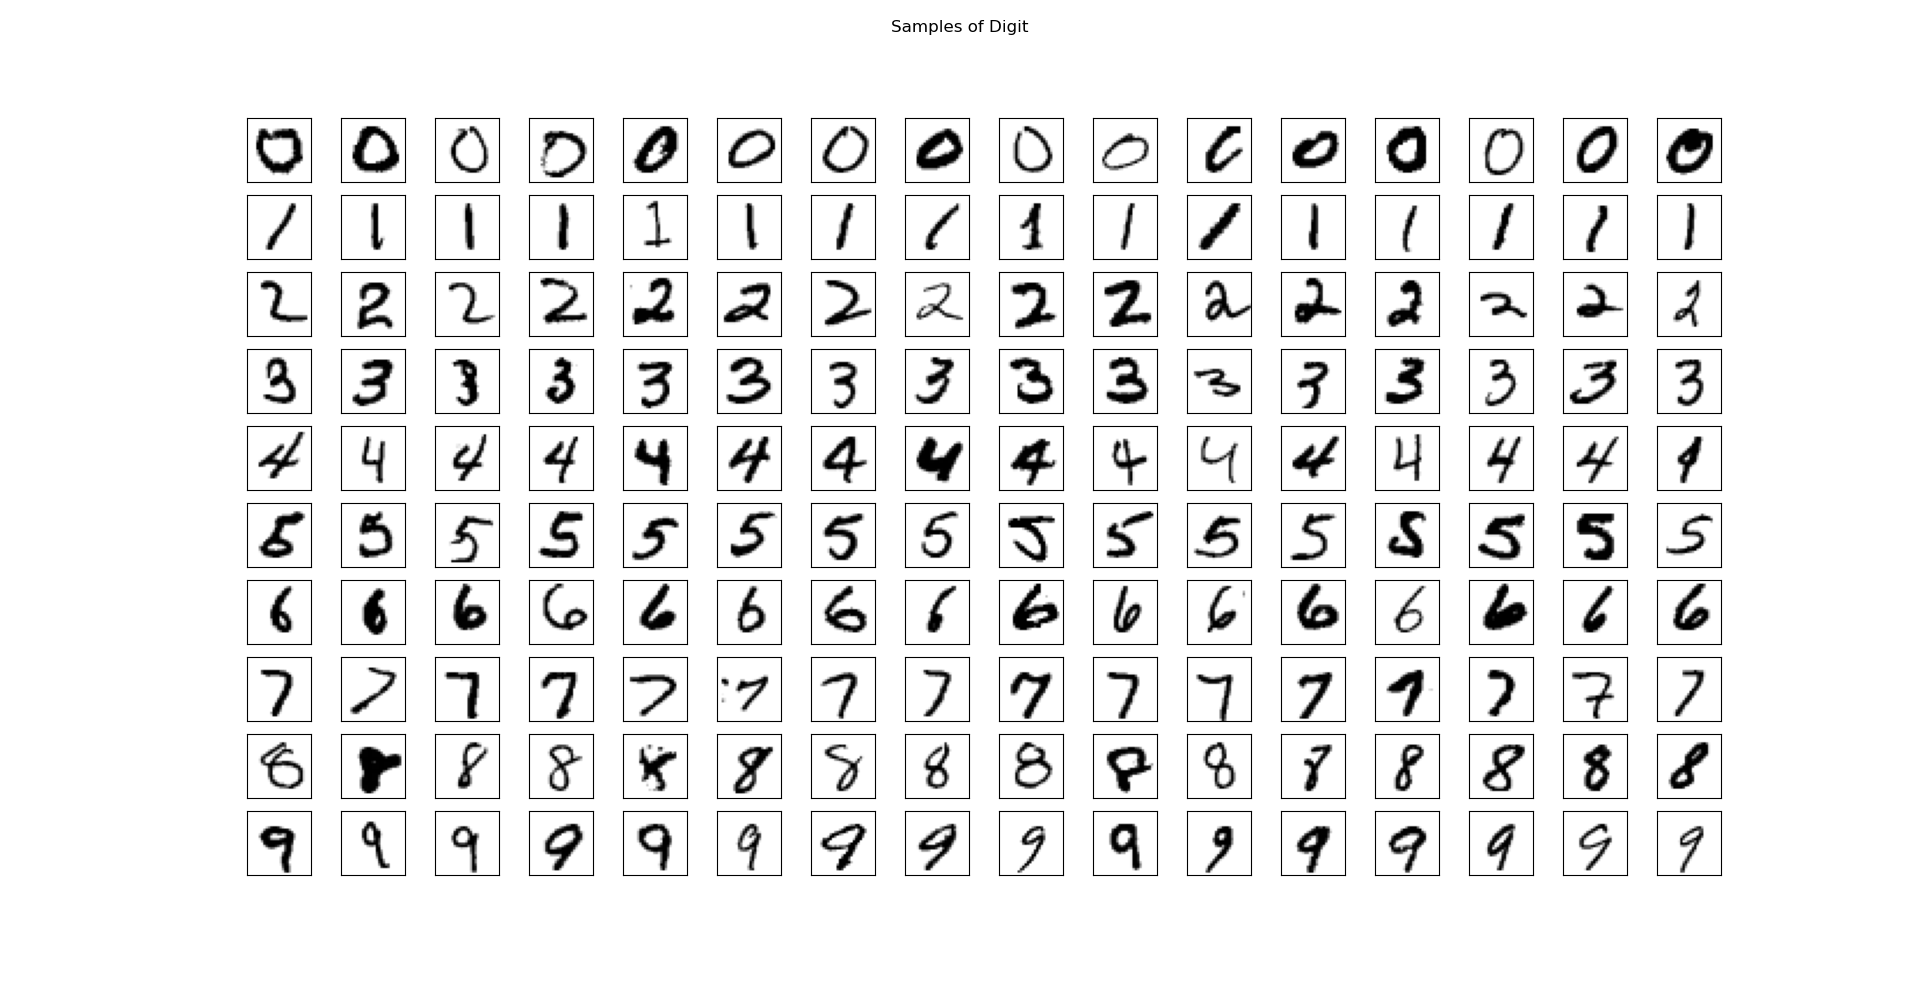 Samples of Digit
0 0 0 0 0 0 0 0 0 0 0 0 0 0 0 0
1 1 1 1 1 1 1 1 1 1 1 1 1 1 1 1
2 2 2 2 2 2 2 2 2 2 2 2 2 2 2 2
3 3 3 3 3 3 3 3 3 3 3 3 3 3 3 3
4 4 4 4 4 4 4 4 4 4 4 4 4 4 4 4
5 5 5 5 5 5 5 5 5 5 5 5 5 5 5 5
6 6 6 6 6 6 6 6 6 6 6 6 6 6 6 6
7 7 7 7 7 7 7 7 7 7 7 7 7 7 7 7
8 8 8 8 8 8 8 8 8 8 8 8 8 8 8 8
9 9 9 9 9 9 9 9 9 9 9 9 9 9 9 9